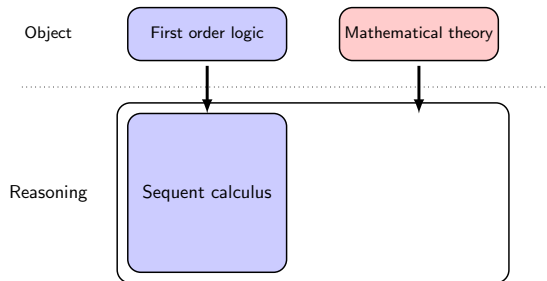 Object
First order logic
Mathematical theory
Reasoning
Sequent calculus